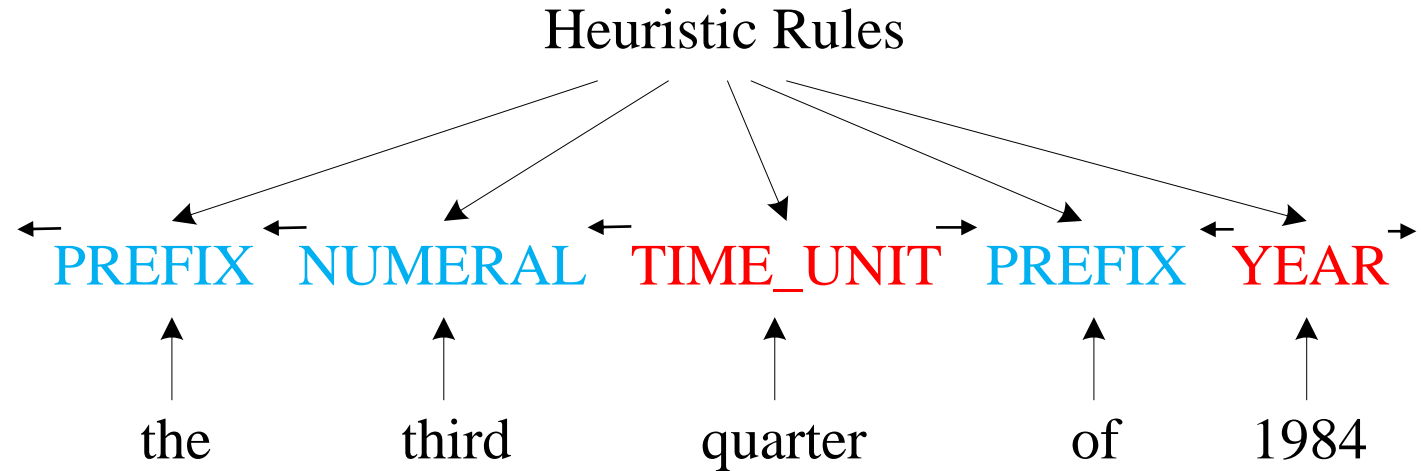 Heuristic Rules
PREFIX NUMERAL TIME_UNIT PREFIX YEAR
the third quarter of 1984